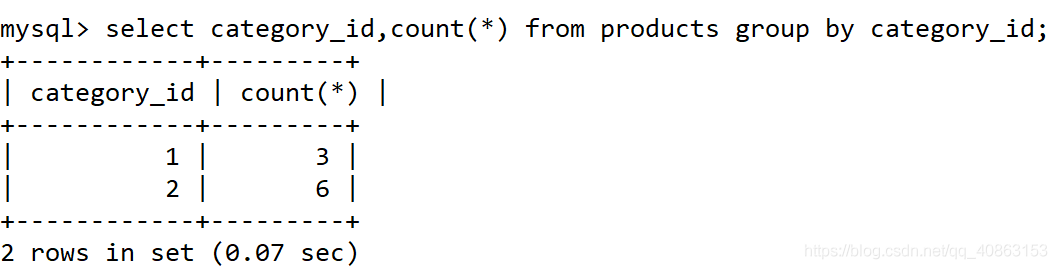 mysql> select category_id,count(*) from products group by category_id;
+------------+---------+
| category_id | count(*) |
+------------+---------+
|          1 |       3 |
|          2 |       6 |
+------------+---------+
2 rows in set (0.07 sec)
https://blog.csdn.net/qq_40863153